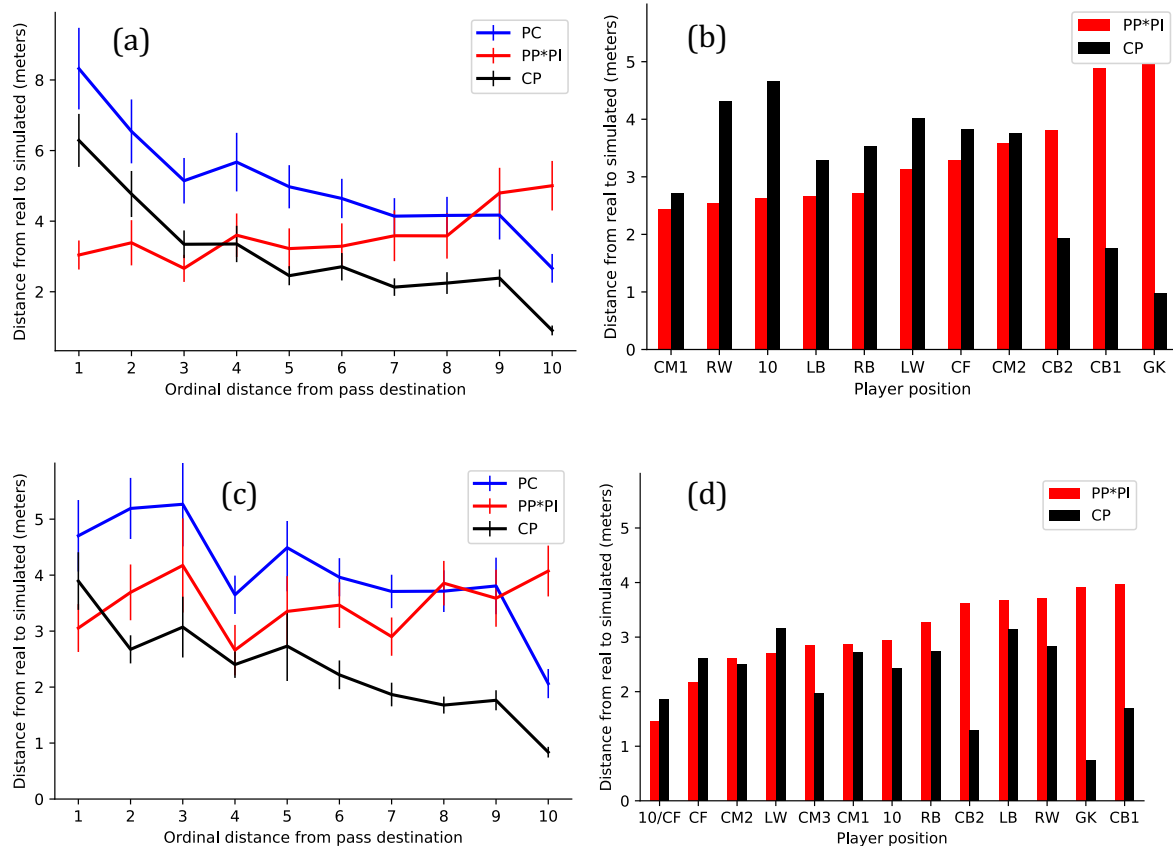 (a)
PC
PP*PI
CP
Distance from real to simulated (meters)
8
6
4
2
1 2 3 4 5 6 7 8 9 10
Ordinal distance from pass destination
(b)
PP*PI
CP
Distance from real to simulated (meters)
5
4
3
2
1
0
CM1 RW 10 LB RB LW CF CM2 CB2 CB1 GK
Player position
(c)
PC
PP*PI
CP
Distance from real to simulated (meters)
5
4
3
2
1
0
1 2 3 4 5 6 7 8 9 10
Ordinal distance from pass destination
(d)
PP*PI
CP
Distance from real to simulated (meters)
5
4
3
2
1
0
10/CF CF CM2 LW CM3 CM1 10 RB CB2 LB RW GK CB1
Player position